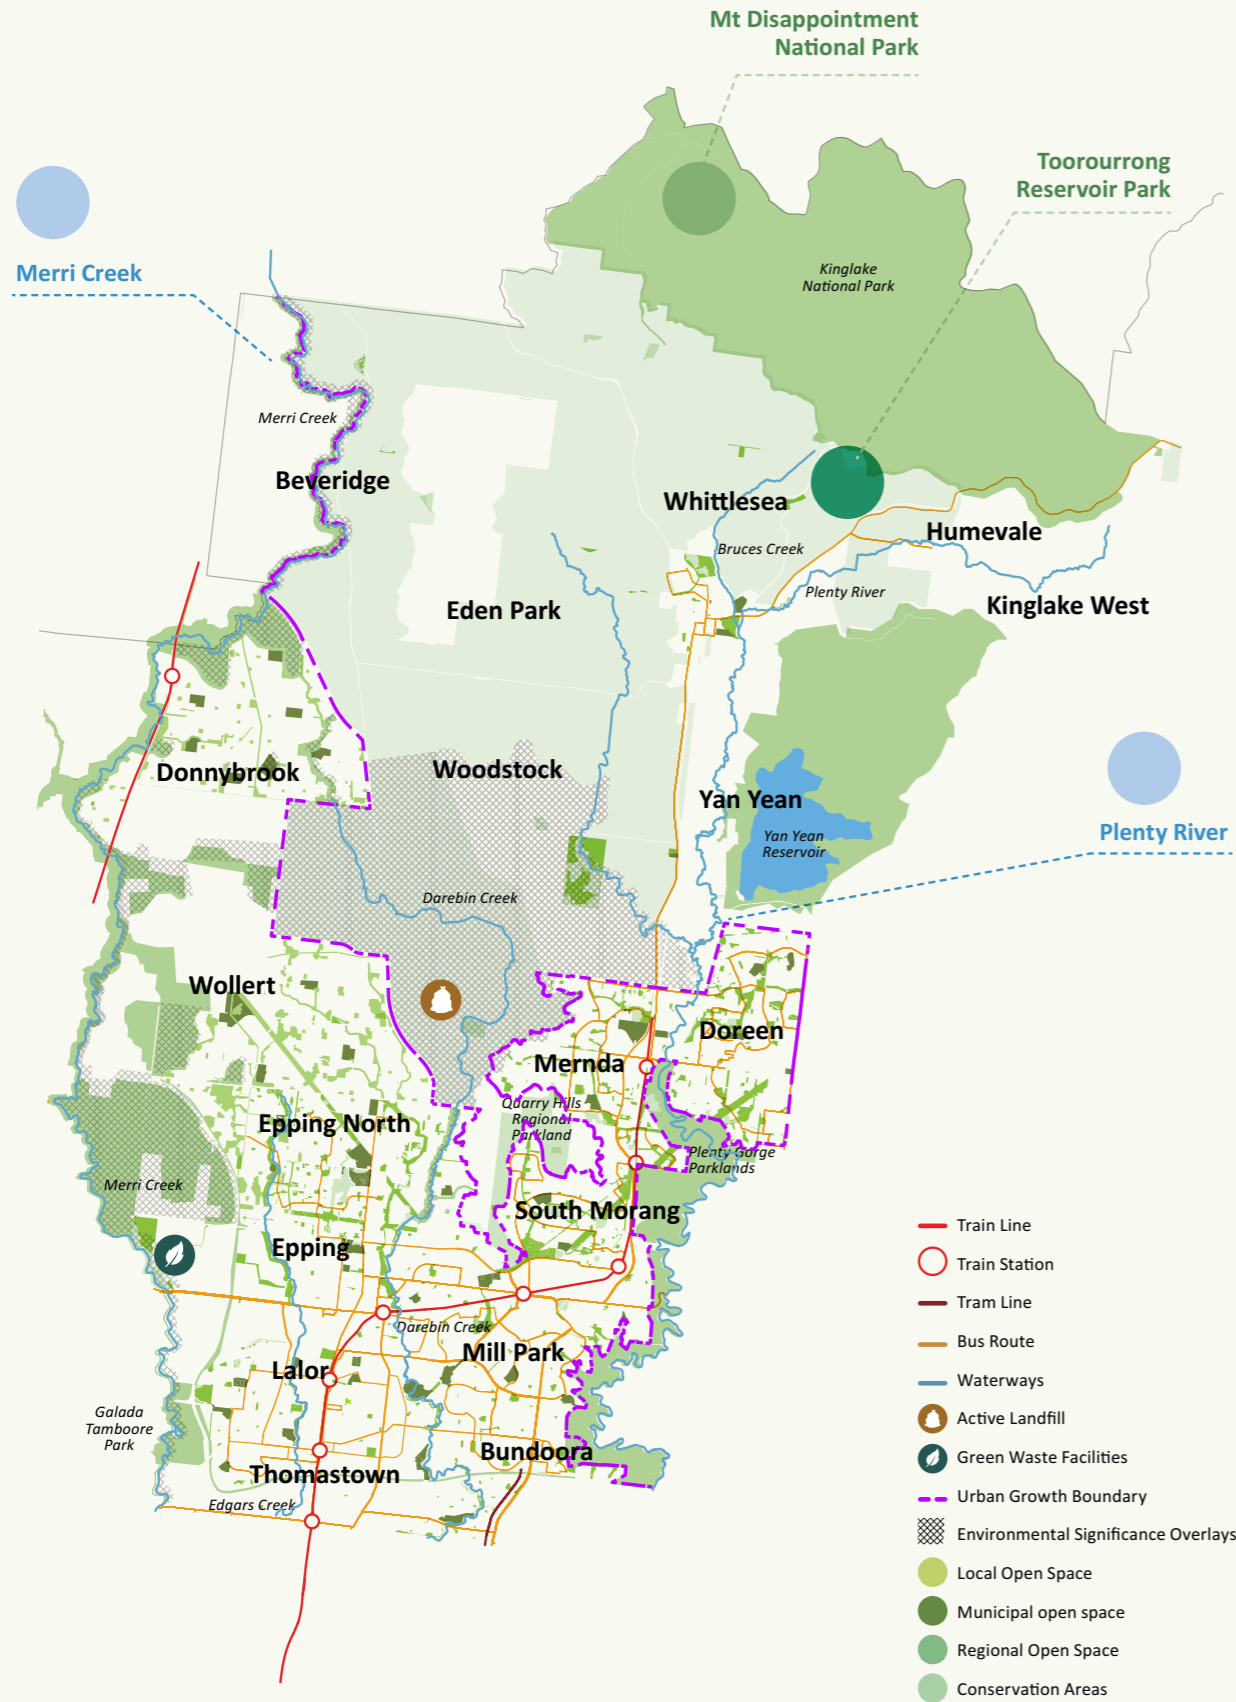 Mt Disappointment
National Park
Toorourrong
Reservoir Park
Merri Creek
Kinglake
National Park
Merri Creek
Beveridge
Whittlesea
Humevale
Bruces Creek
Plenty River
Kinglake West
Eden Park
Donnybrook
Woodstock
Yan Yean
Yan Yean
Reservoir
Plenty River
Darebin Creek
Wollert
Doreen
Mernda
Quarry Hills
Regional
Parkland
Epping North
Plenty Gorge
Parklands
Merri Creek
South Morang
Epping
Darebin Creek
Mill Park
Lalor
Galada
Tamboore
Park
Bundoora
Thomastown
Edgars Creek
Train Line
Train Station
Tram Line
Bus Route
Waterways
Active Landfill
Green Waste Facilities
Urban Growth Boundary
Environmental Significance Overlays
Local Open Space
Municipal open space
Regional Open Space
Conservation Areas